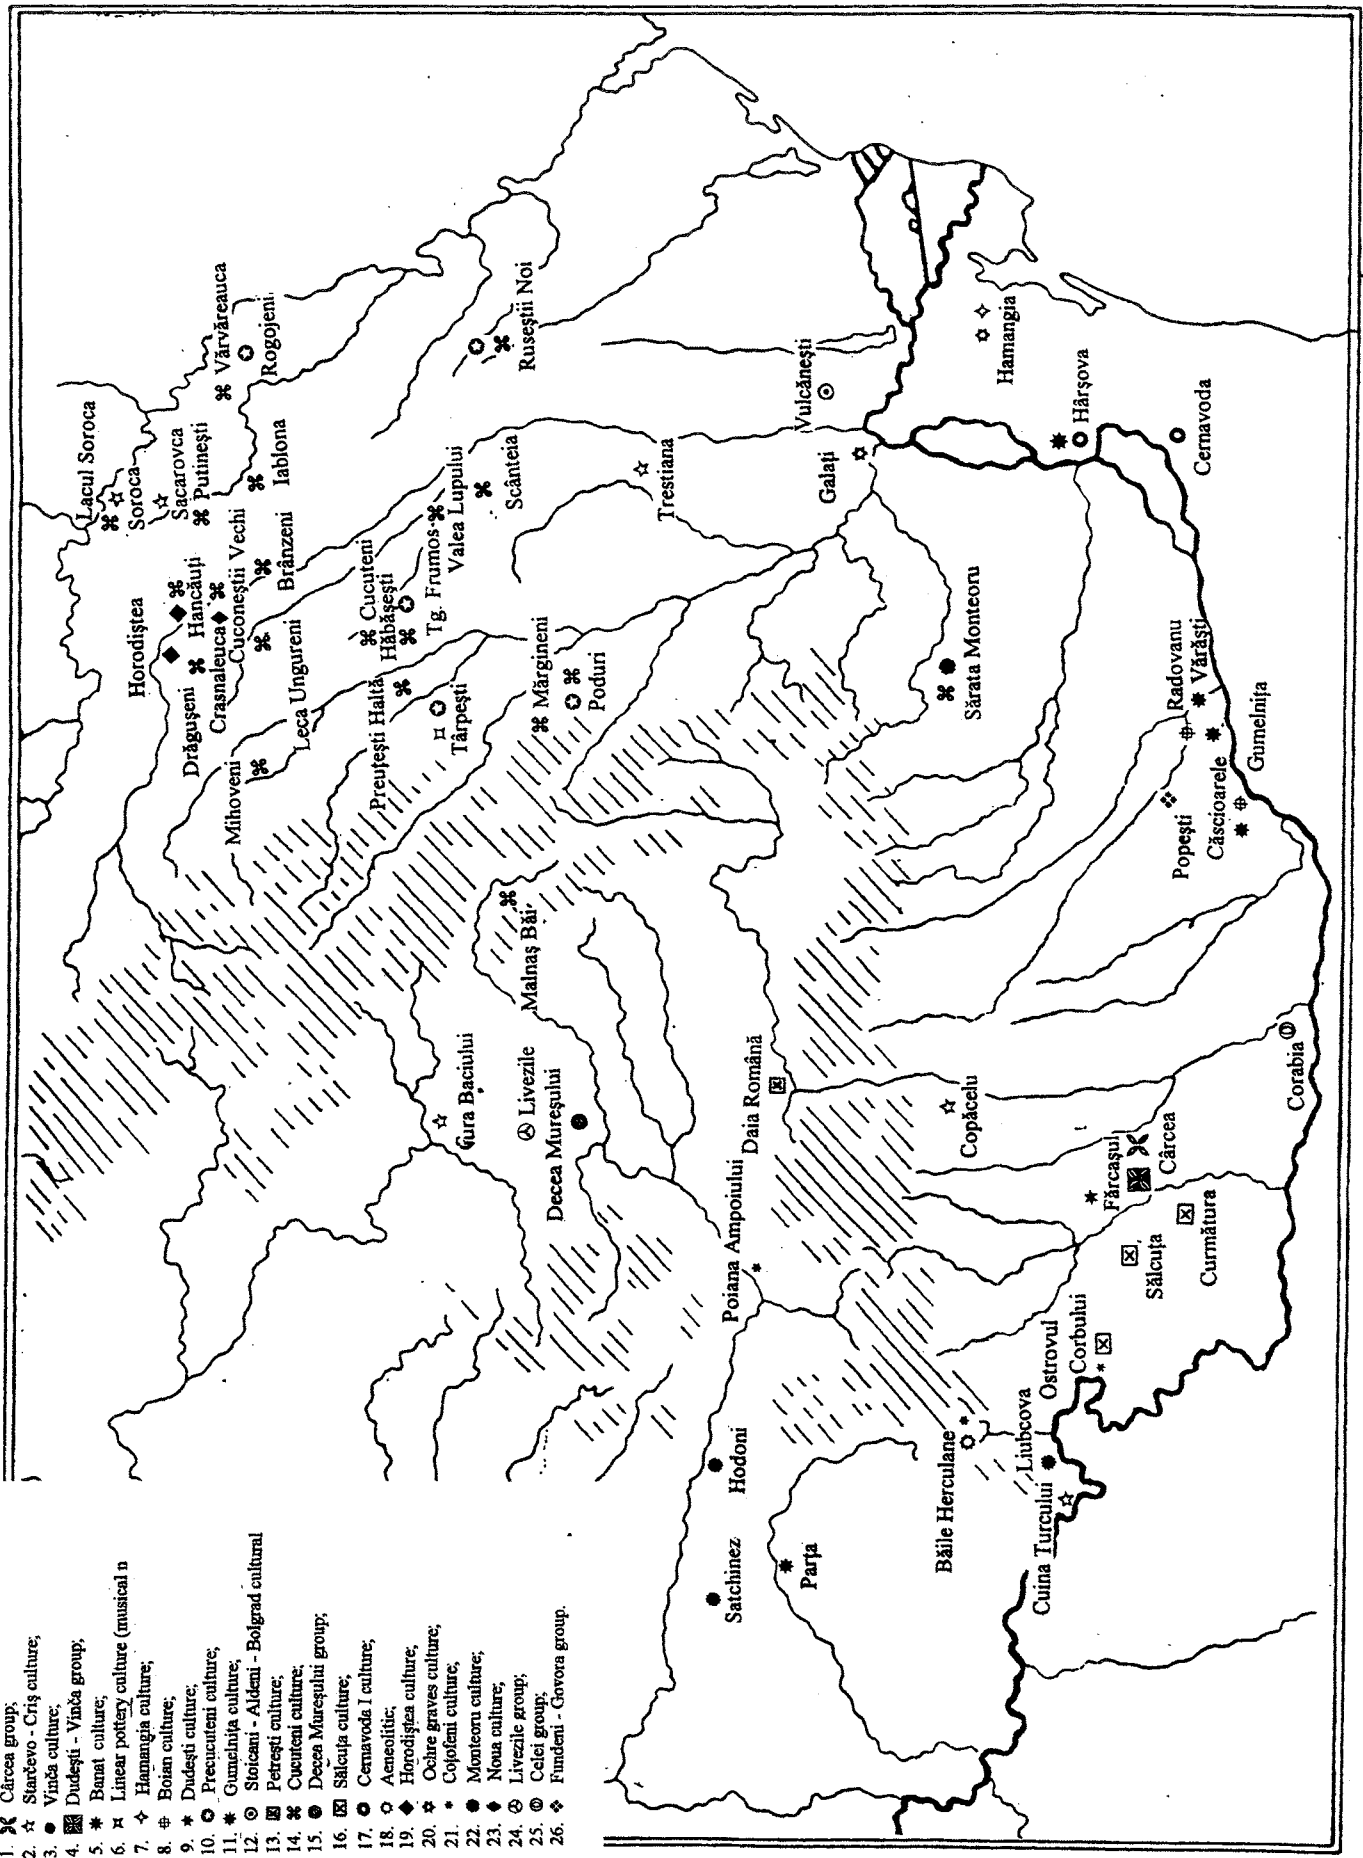 1. Cârcea group;
2. Starčevo - Criş culture;
3. Vinča culture;
4. Dudeşti - Vinča group;
5. Banat culture;
6. Linear pottery culture (musical n
7. Hamangia culture;
8. Boian culture;
9. Dudeşti culture;
10. Precucuteni culture;
11. Gumelniţa culture;
12. Stoicani - Aldeni - Bolgrad cultural
13. Petreşti culture;
14. Cucuteni culture;
15. Decea Mureşului group;
16. Sălcuţa culture;
17. Cernavoda I culture;
18. Aeneolitic;
19. Horodiştea culture;
20. Ochre graves culture;
21. Coţofeni culture;
22. Monteoru culture;
23. Noua culture;
24. Livezile group;
25. Celei group;
26. Fundeni - Govora group.
Lacul Soroca
Soroca
Sacarovca
Putineşti
Vărvăreauca
Rogojeni
Iablona
Horodiştea
Hancăuţi
Drăguşeni
Crasnaleuca
Cuconeştii Vechi
Brânzeni
Mihoveni
Leca Ungureni
Cucuteni
Hăbăşeşti
Tg. Frumos
Valea Lupului
Scânteia
Ruseştii Noi
Preuţeşti Haltă
Târpeşti
Mărgineni
Poduri
Trestiana
Vulcăneşti
Galaţi
Hamangia
Hârşova
Cernavoda
Malnaş Băi
Gura Baciului
Livezile
Decea Mureşului
Sărata Monteoru
Radovanu
Vărăşti
Gumelniţa
Popeşti
Căscioarele
Poiana Ampoiului
Daia Română
Copăcelu
Fărcaşul
Cârcea
Corabia
Sălcuţa
Curmătura
Ostrovul
Corbului
Hodoni
Satchinez
Parţa
Băile Herculane
Liubcova
Cuina Turcului